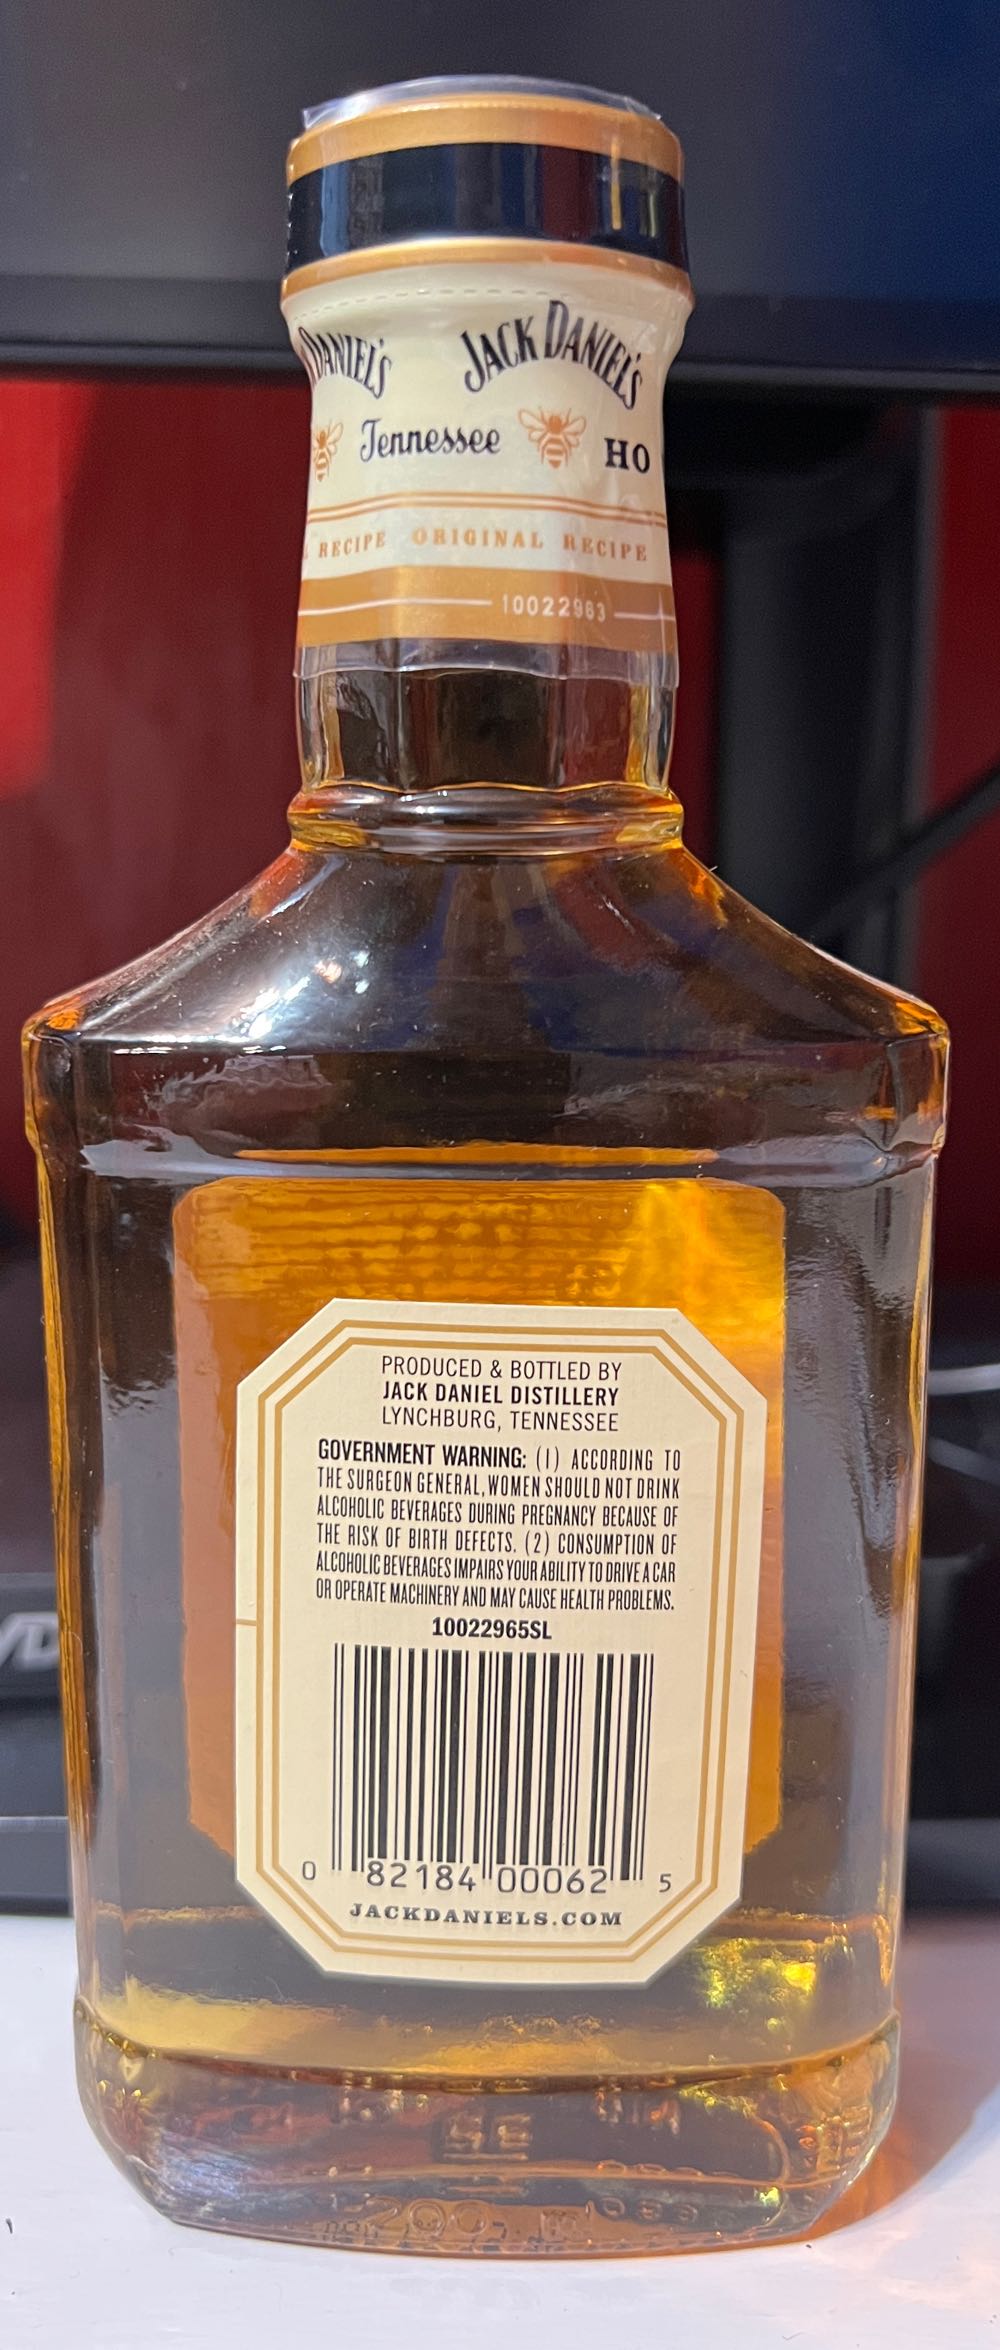 DANIEL'S JACK DANIEL'S
Tennessee HO
RECIPE ORIGINAL RECIPE
10022963
PRODUCED & BOTTLED BY
JACK DANIEL DISTILLERY
LYNCHBURG, TENNESSEE
GOVERNMENT WARNING: (1) ACCORDING TO
THE SURGEON GENERAL, WOMEN SHOULD NOT DRINK
ALCOHOLIC BEVERAGES DURING PREGNANCY BECAUSE OF
THE RISK OF BIRTH DEFECTS. (2) CONSUMPTION OF
ALCOHOLIC BEVERAGES IMPAIRS YOUR ABILITY TO DRIVE A CAR
OR OPERATE MACHINERY AND MAY CAUSE HEALTH PROBLEMS.
10022965SL
0 82184 00062 5
JACKDANIELS.COM